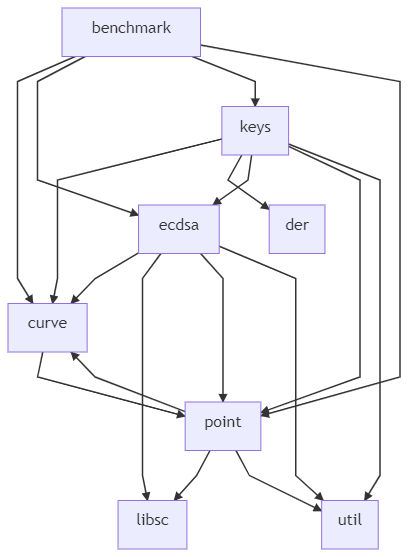 benchmark
keys
ecdsa
der
curve
point
libsc
util